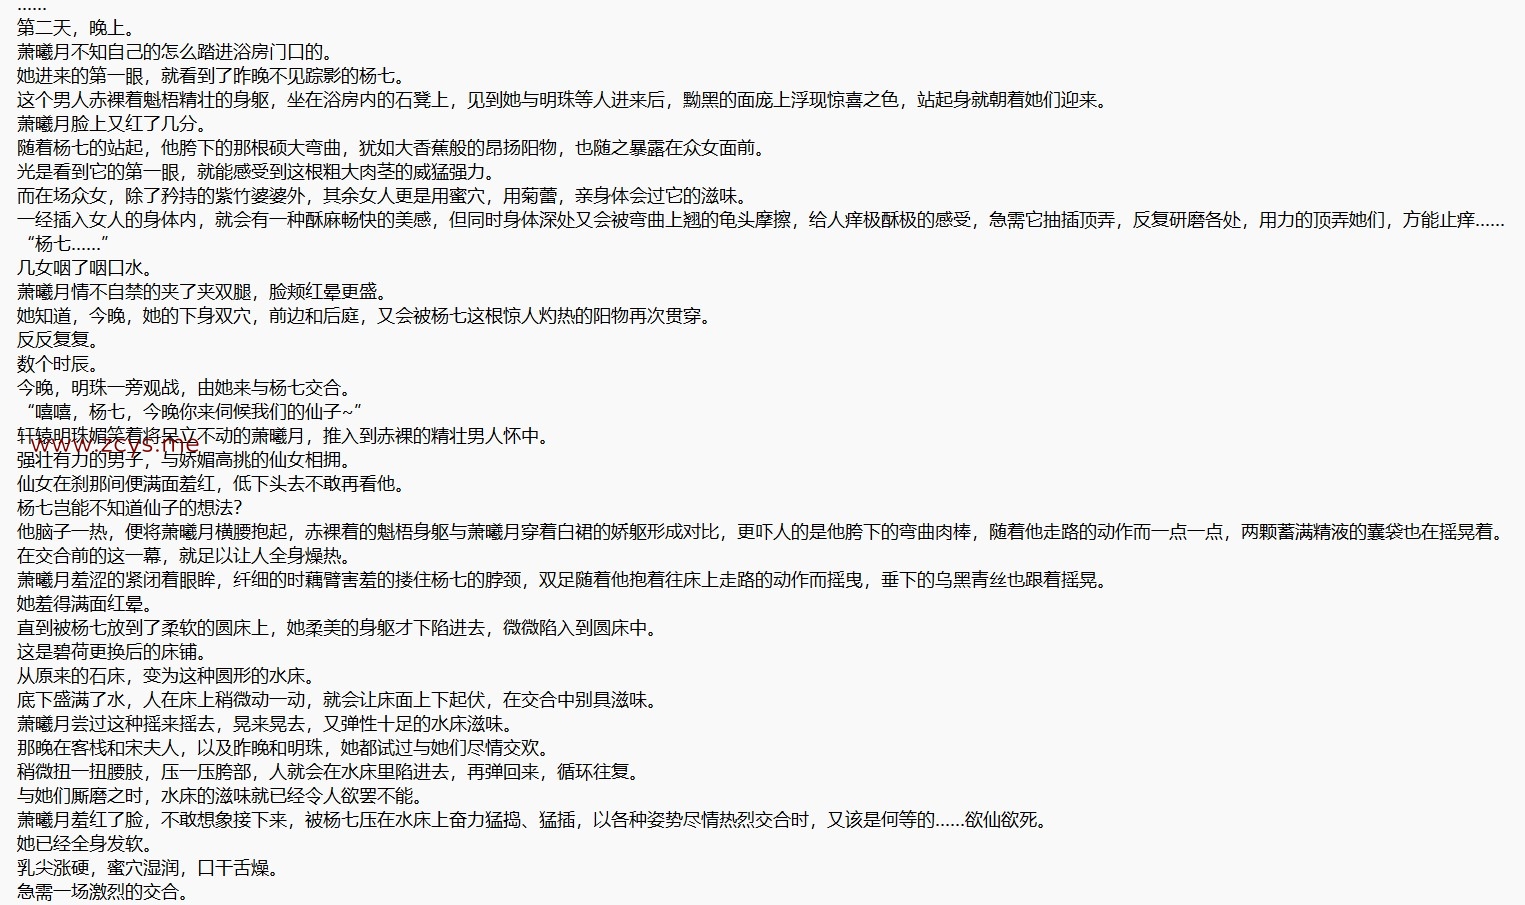 ……
第二天，晚上。
萧曦月不知自己的怎么踏进浴房门口的。
她进来的第一眼，就看到了昨晚不见踪影的杨七。
这个男人赤裸着魁梧精壮的身躯，坐在浴房内的石凳上，见到她与明珠等人进来后，黝黑的面庞上浮现惊喜之色，站起身就朝着她们迎来。
萧曦月脸上又红了几分。
随着杨七的站起，他胯下的那根硕大弯曲，犹如大香蕉般的昂扬阳物，也随之暴露在众女面前。
光是看到它的第一眼，就能感受到这根粗大肉茎的威猛强力。
而在场众女，除了矜持的紫竹婆婆外，其余女人更是用蜜穴，用菊蕾，亲身体会过它的滋味。
一经插入女人的身体内，就会有一种酥麻畅快的美感，但同时身体深处又会被弯曲上翘的龟头摩擦，给人痒极酥极的感受，急需它抽插顶弄，反复研磨各处，用力的顶弄她们，方能止痒……
“杨七……”
几女咽了咽口水。
萧曦月情不自禁的夹了夹双腿，脸颊红晕更盛。
她知道，今晚，她的下身双穴，前边和后庭，又会被杨七这根惊人灼热的阳物再次贯穿。
反反复复。
数个时辰。
今晚，明珠一旁观战，由她来与杨七交合。
“嘻嘻，杨七，今晚你来伺候我们的仙子~”
轩辕明珠媚笑着将呆立不动的萧曦月，推入到赤裸的精壮男人怀中。
www.zcys.me
强壮有力的男子，与娇媚高挑的仙女相拥。
仙女在刹那间便满面羞红，低下头去不敢再看他。
杨七岂能不知道仙子的想法？
他脑子一热，便将萧曦月横腰抱起，赤裸着的魁梧身躯与萧曦月穿着白裙的娇躯形成对比，更吓人的是他胯下的弯曲肉棒，随着他走路的动作而一点一点，两颗蓄满精液的囊袋也在摇晃着。
在交合前的这一幕，就足以让人全身燥热。
萧曦月羞涩的紧闭着眼眸，纤细的时藕臂害羞的搂住杨七的脖颈，双足随着他抱着往床上走路的动作而摇曳，垂下的乌黑青丝也跟着摇晃。
她羞得满面红晕。
直到被杨七放到了柔软的圆床上，她柔美的身躯才下陷进去，微微陷入到圆床中。
这是碧荷更换后的床铺。
从原来的石床，变为这种圆形的水床。
底下盛满了水，人在床上稍微动一动，就会让床面上下起伏，在交合中别具滋味。
萧曦月尝过这种摇来摇去，晃来晃去，又弹性十足的水床滋味。
那晚在客栈和宋夫人，以及昨晚和明珠，她都试过与她们尽情交欢。
稍微扭一扭腰肢，压一压胯部，人就会在水床里陷进去，再弹回来，循环往复。
与她们厮磨之时，水床的滋味就已经令人欲罢不能。
萧曦月羞红了脸，不敢想象接下来，被杨七压在水床上奋力猛捣、猛插，以各种姿势尽情热烈交合时，又该是何等的……欲仙欲死。
她已经全身发软。
乳尖涨硬，蜜穴湿润，口干舌燥。
急需一场激烈的交合。